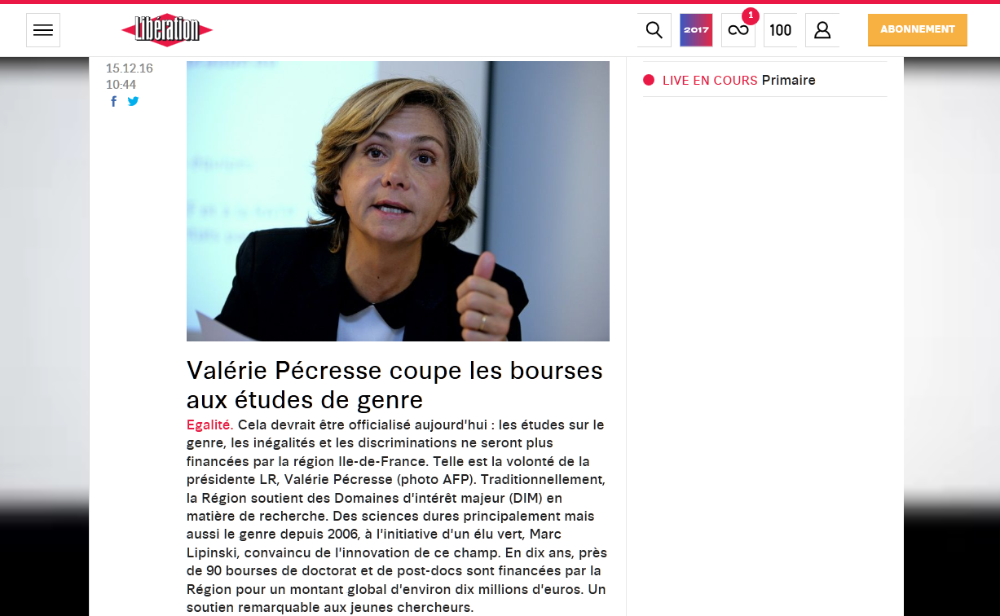 Libération
2017
1
100
ABONNEMENT
15.12.16
10:44
LIVE EN COURS Primaire
Valérie Pécresse coupe les bourses
aux études de genre
Egalité. Cela devrait être officialisé aujourd'hui : les études sur le
genre, les inégalités et les discriminations ne seront plus
financées par la région Ile-de-France. Telle est la volonté de la
présidente LR, Valérie Pécresse (photo AFP). Traditionnellement,
la Région soutient des Domaines d'intérêt majeur (DIM) en
matière de recherche. Des sciences dures principalement mais
aussi le genre depuis 2006, à l'initiative d'un élu vert, Marc
Lipinski, convaincu de l'innovation de ce champ. En dix ans, près
de 90 bourses de doctorat et de post-docs sont financées par la
Région pour un montant global d'environ dix millions d'euros. Un
soutien remarquable aux jeunes chercheurs.